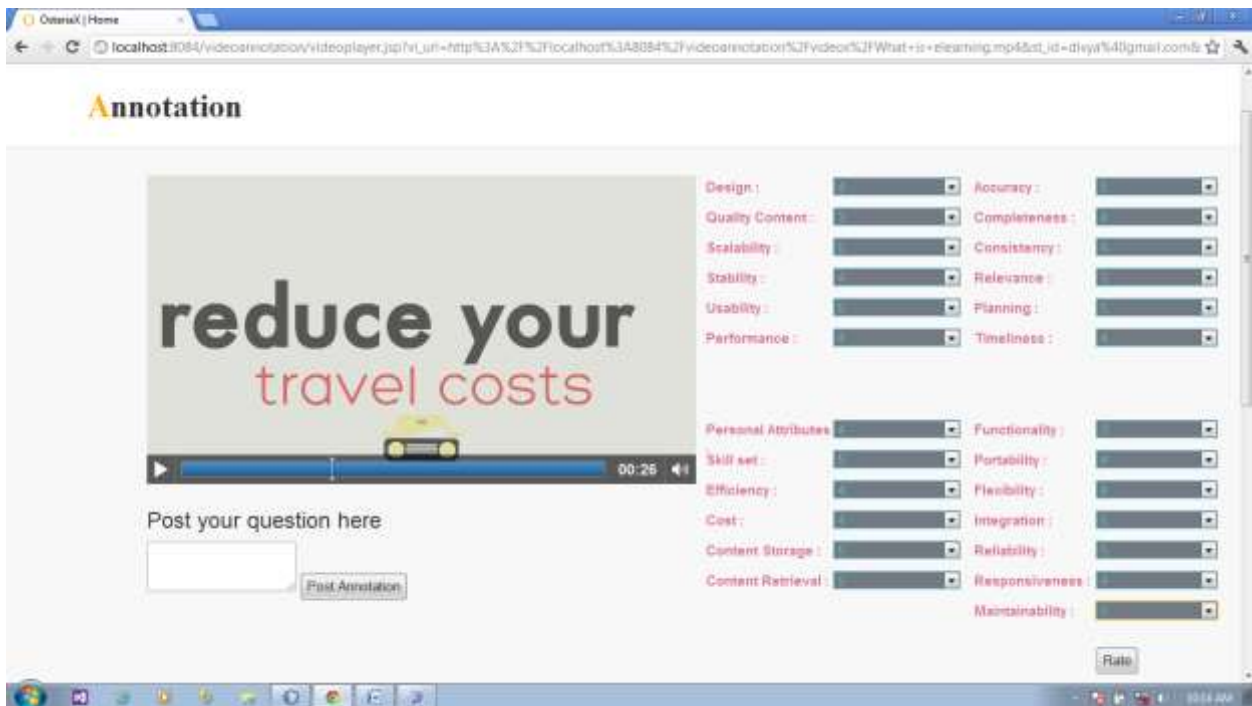 OstariaX | Home
localhost:8084/videoannotation/videoplayer.jsp?vi_url=http%3A%2F%2Flocalhost%3A8084%2Fvideoannotation%2Fvideos%2FWhat+is+elearning.mp4&st_id=divya%40gmail.com&
Annotation
Design :
Accuracy :
Quality Content :
Completeness :
Scalability :
Consistency :
Stability :
Relevance :
Usability :
Planning :
Performance :
Timeliness :
reduce your
travel costs
00:26
Personal Attributes
Functionality :
Skill set :
Portability :
Efficiency :
Flexibility :
Cost :
Integration :
Content Storage :
Reliability :
Content Retrieval :
Responsiveness :
Maintainability :
Post your question here
Post Annotation
Rate